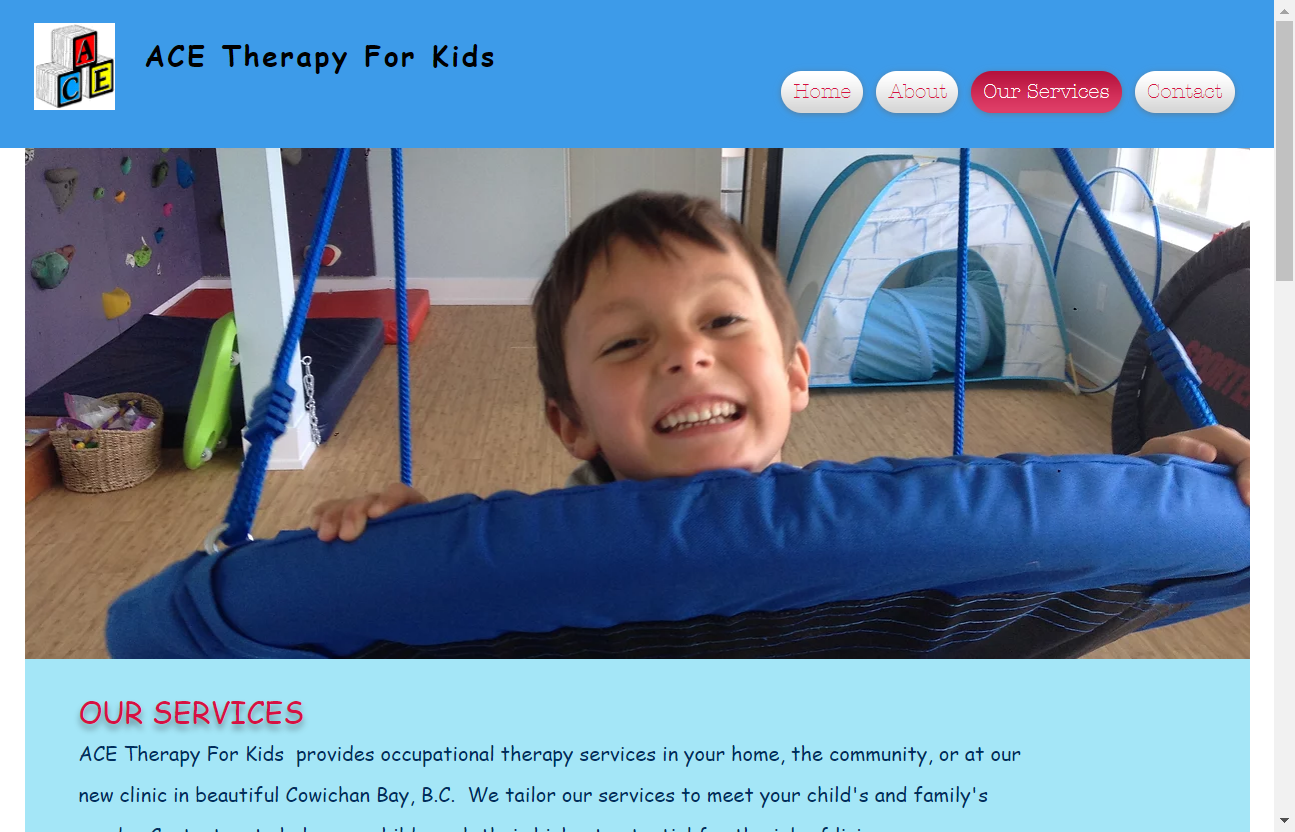 A
C E
ACE Therapy For Kids
Home About Our Services Contact
OUR SERVICES
ACE Therapy For Kids provides occupational therapy services in your home, the community, or at our
new clinic in beautiful Cowichan Bay, B.C. We tailor our services to meet your child's and family's